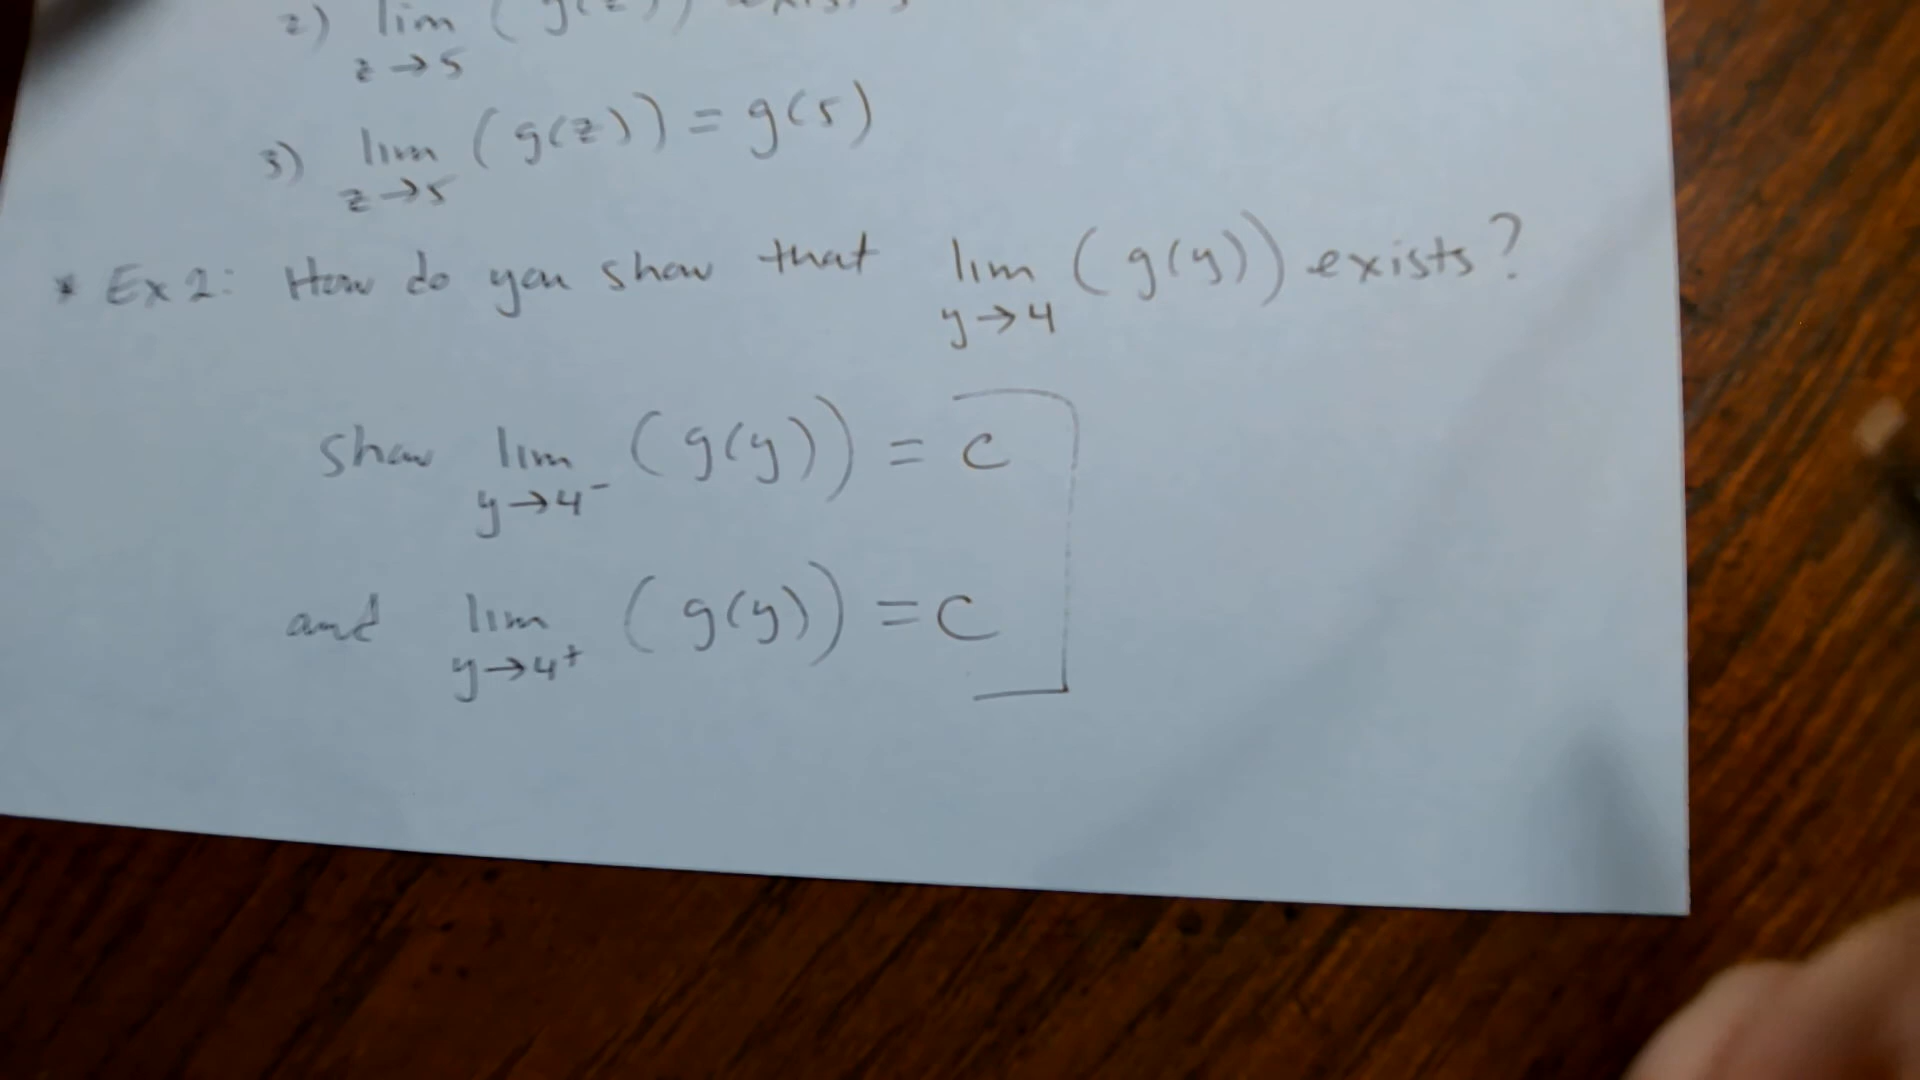 2) lim (g(z)) exists
z→5
3) lim (g(z)) = g(5)
z→5
* Ex 2: How do you show that lim (g(y)) exists?
y→4
show lim (g(y)) = c
y→4⁻
and lim (g(y)) = c
y→4⁺